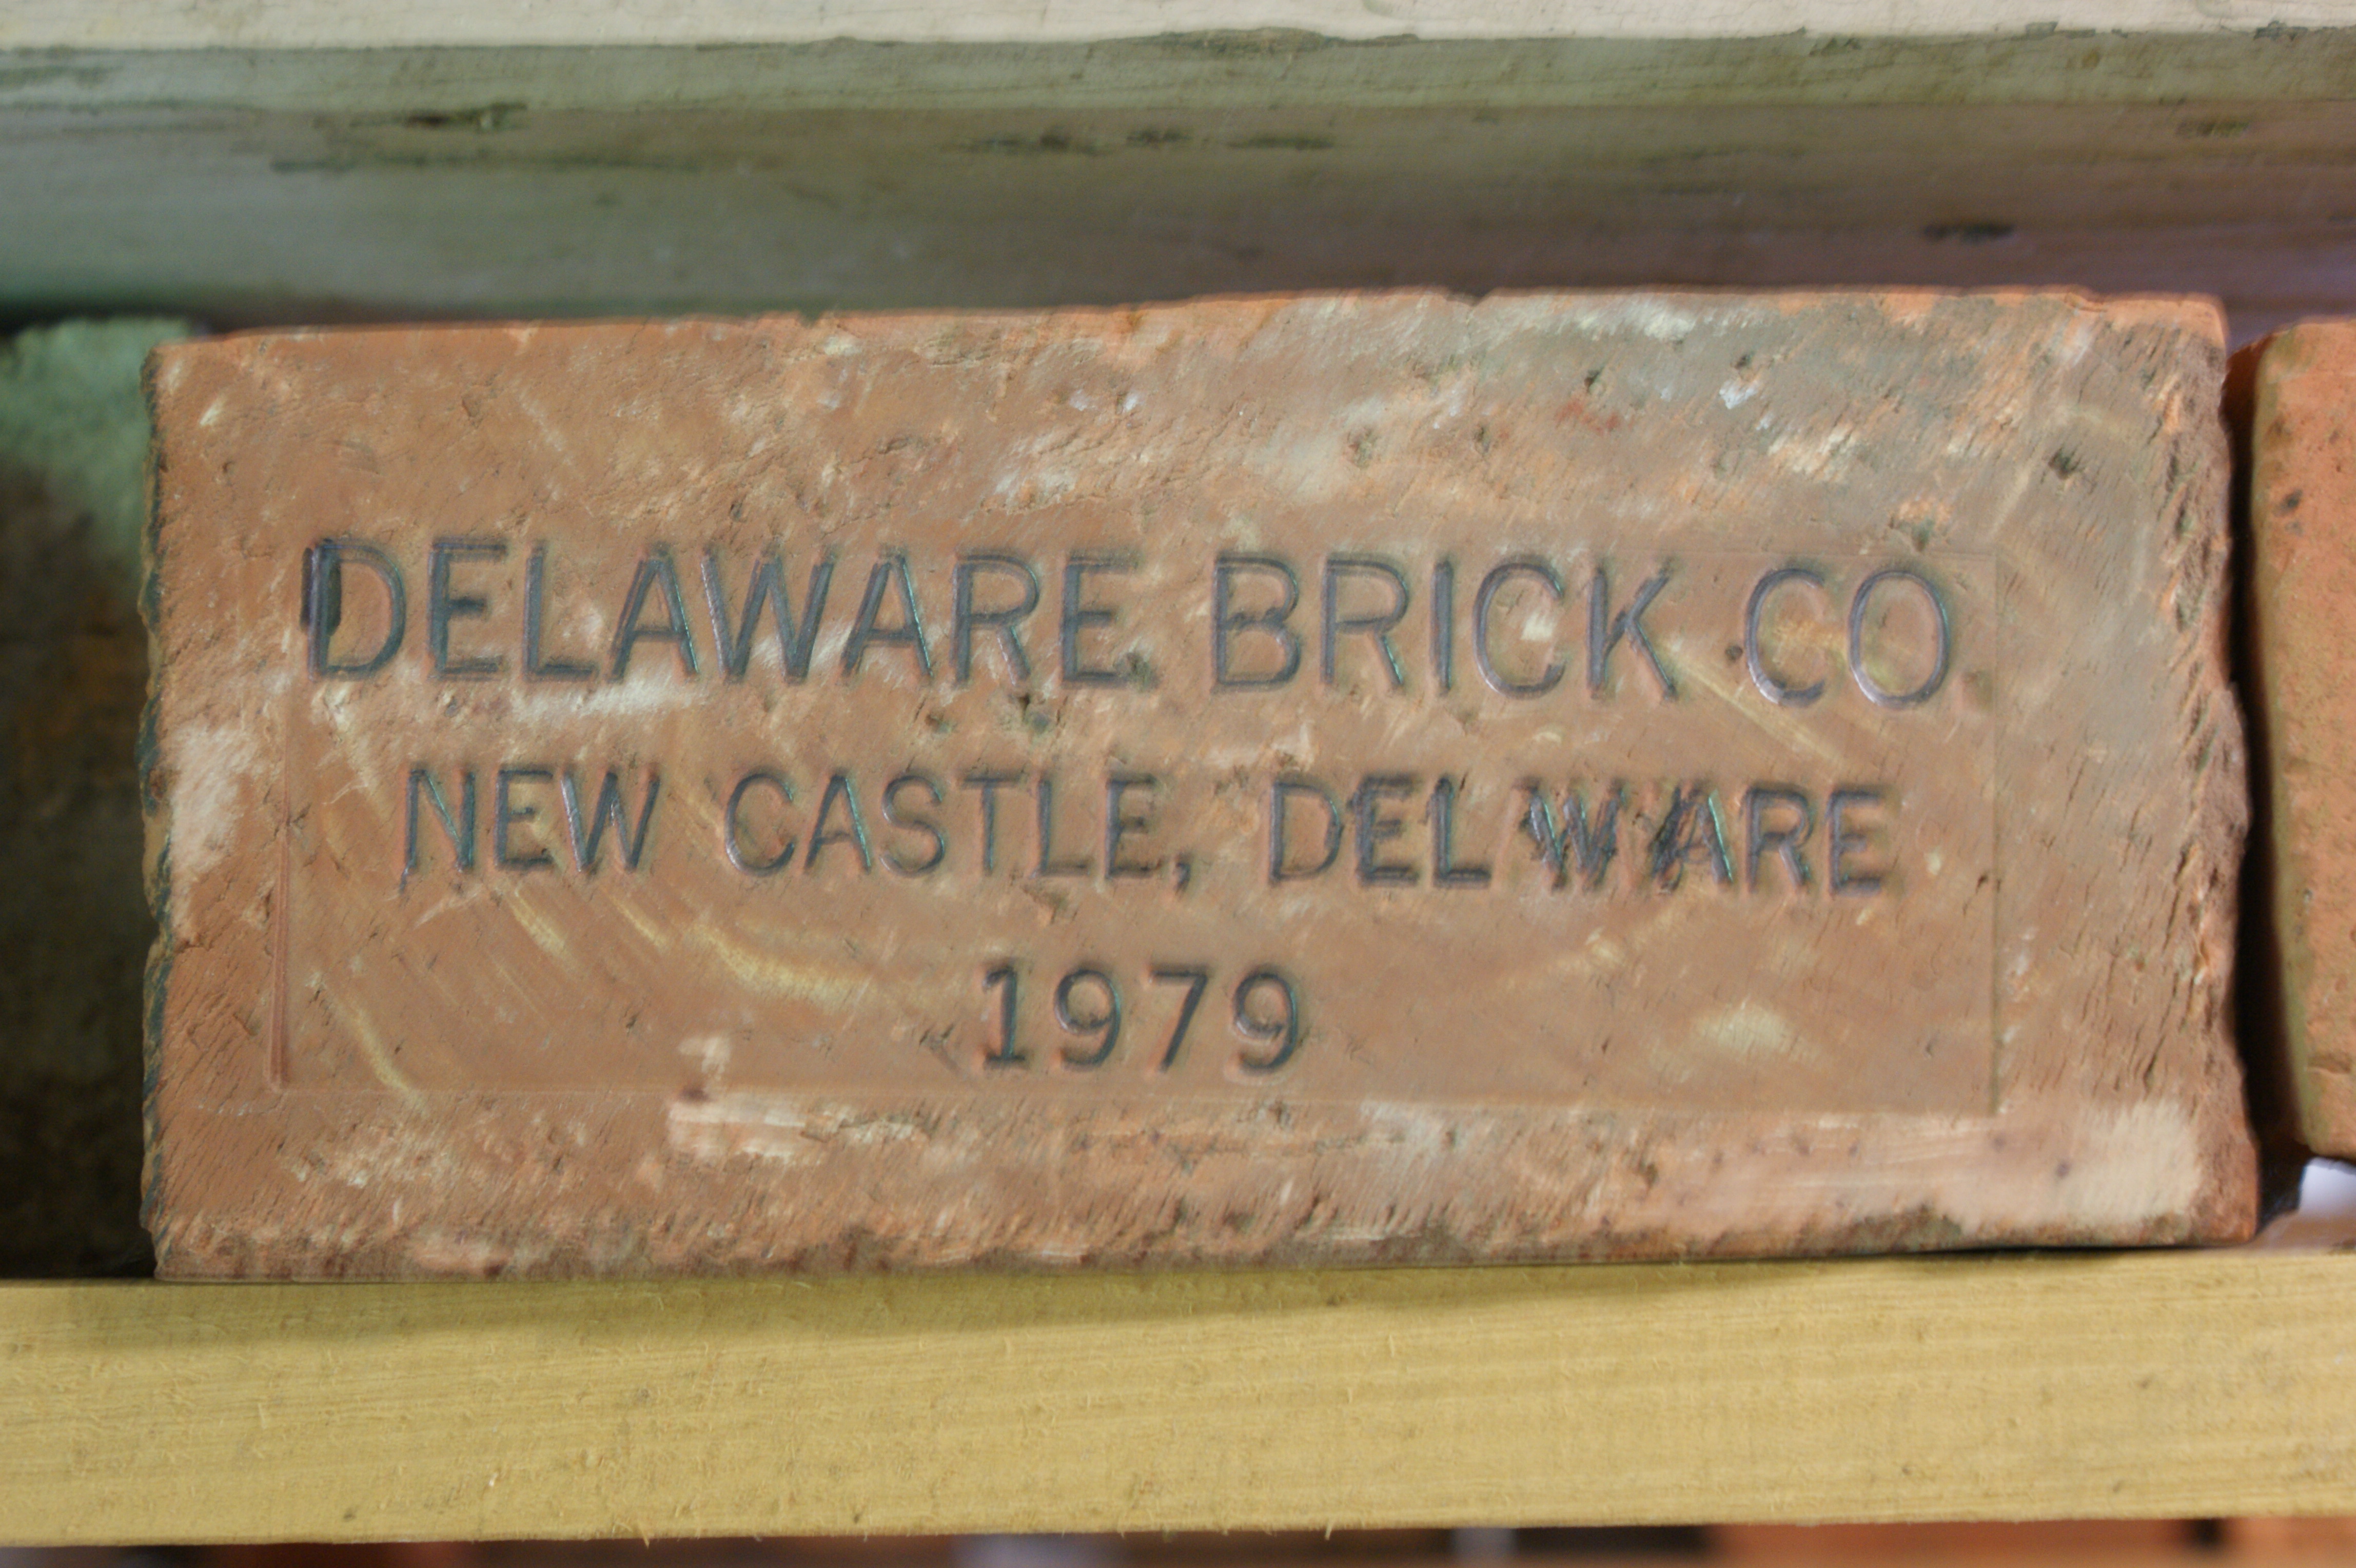 DELAWARE BRICK CO.
NEW CASTLE, DELWARE
1979